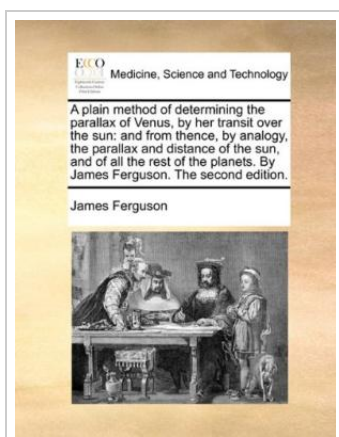 ECCO
Medicine, Science and Technology
A plain method of determining the
parallax of Venus, by her transit over
the sun: and from thence, by analogy,
the parallax and distance of the sun,
and of all the rest of the planets. By
James Ferguson. The second edition.
James Ferguson